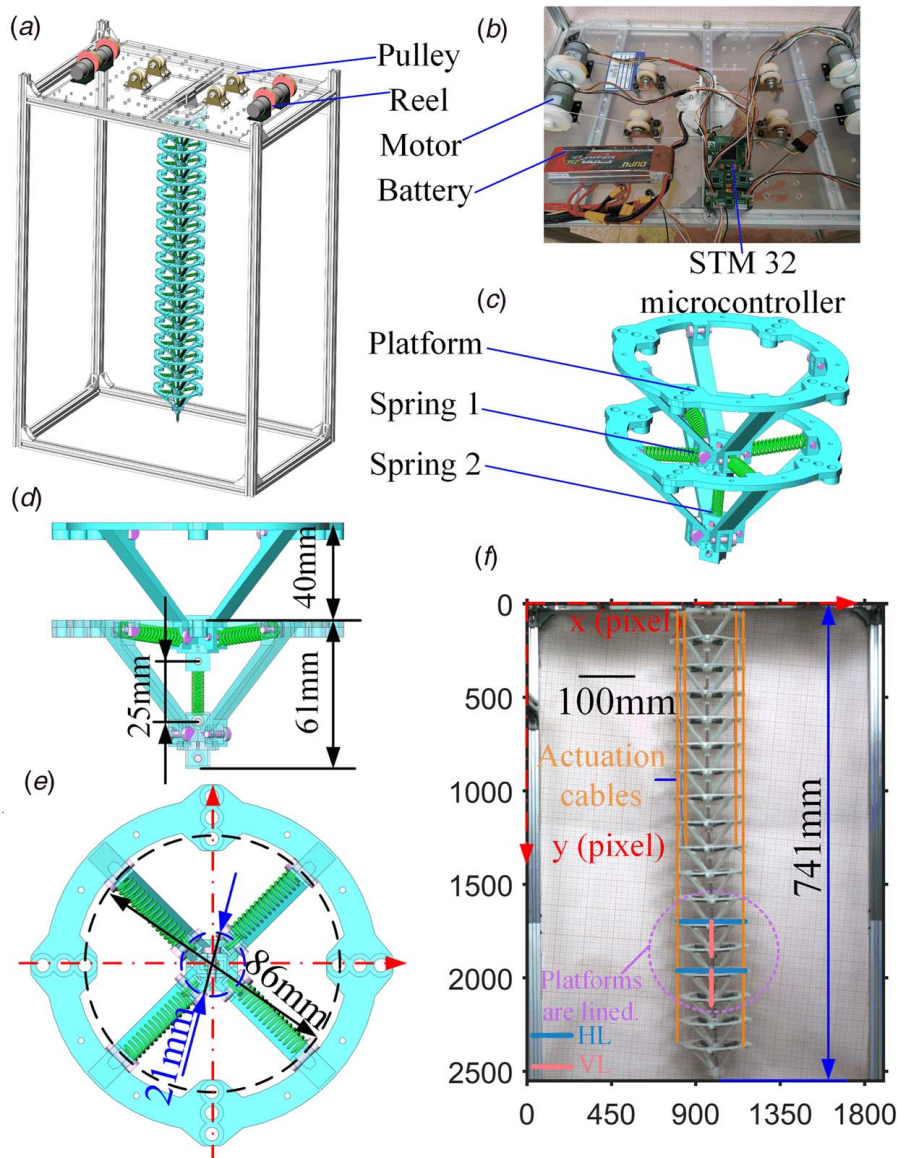 (a)
Pulley
Reel
Motor
Battery
(b)
DUPU
STM 32
microcontroller
(c)
Platform
Spring 1
Spring 2
(d)
40mm
25mm
61mm
(e)
86mm
21mm
(f)
0
500
1000
1500
2000
2500
x (pixel)
100mm
Actuation
cables
y (pixel)
741mm
Platforms
are lined.
HL
VL
0
450
900
1350
1800